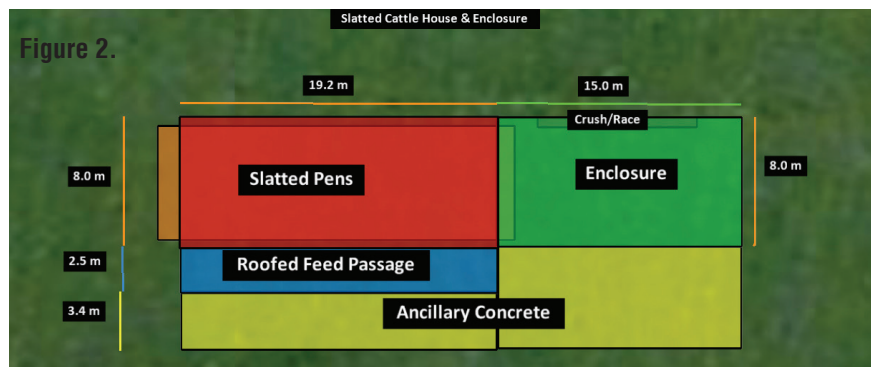 Slatted Cattle House & Enclosure
Figure 2.
19.2 m
15.0 m
Crush/Race
8.0 m
Slatted Pens
Enclosure
8.0 m
2.5 m
Roofed Feed Passage
3.4 m
Ancillary Concrete